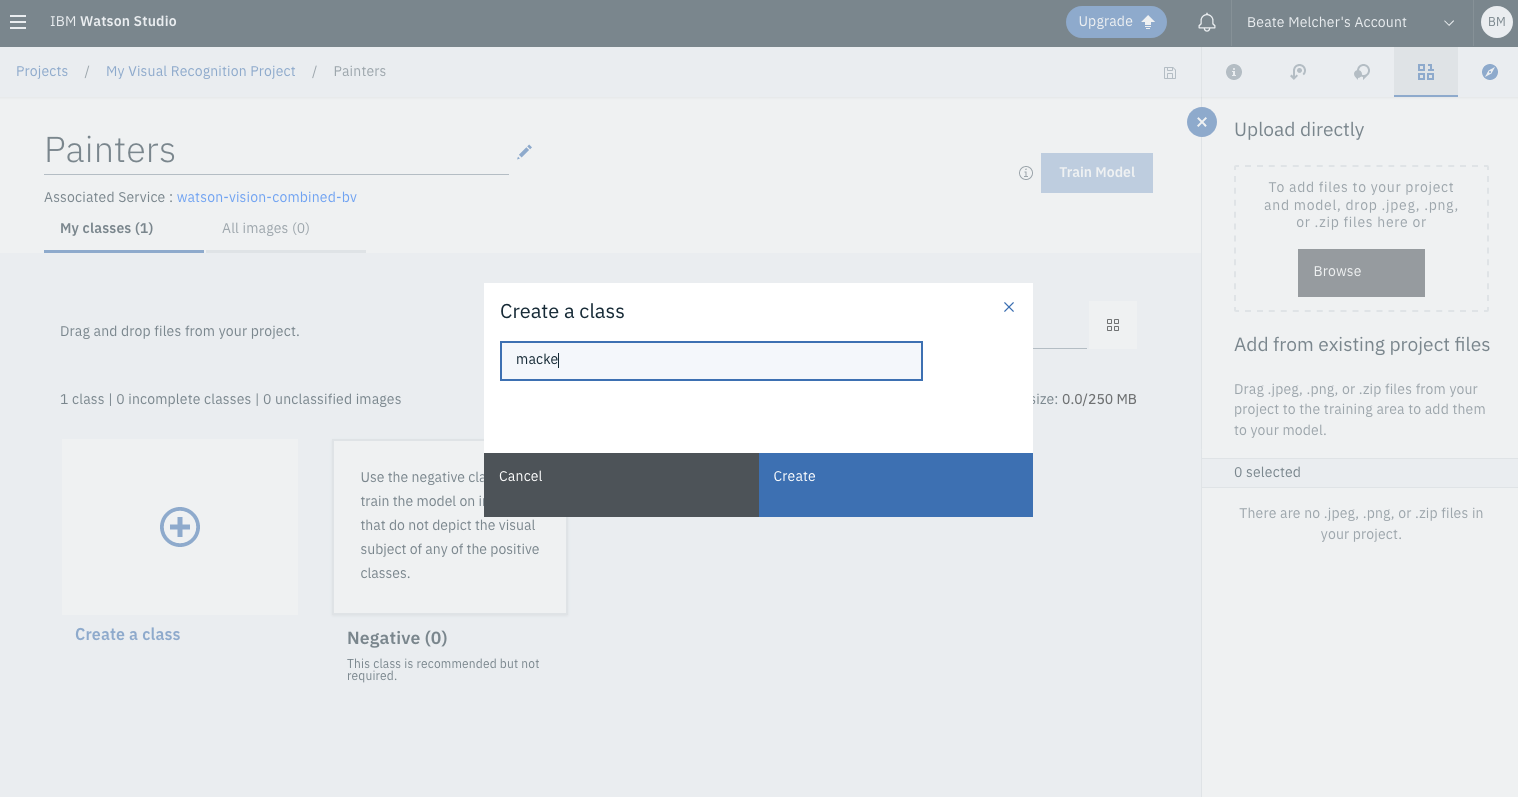 IBM Watson Studio
Upgrade
Beate Melcher's Account
BM
Projects / My Visual Recognition Project / Painters
Painters
Train Model
Associated Service : watson-vision-combined-bv
My classes (1)
All images (0)
Drag and drop files from your project.
1 class | 0 incomplete classes | 0 unclassified images
size: 0.0/250 MB
Create a class
Use the negative cla
train the model on i
that do not depict the visual
subject of any of the positive
classes.
Negative (0)
This class is recommended but not
required.
Create a class
macke
Cancel
Create
Upload directly
To add files to your project
and model, drop .jpeg, .png,
or .zip files here or
Browse
Add from existing project files
Drag .jpeg, .png, or .zip files from your
project to the training area to add them
to your model.
0 selected
There are no .jpeg, .png, or .zip files in
your project.